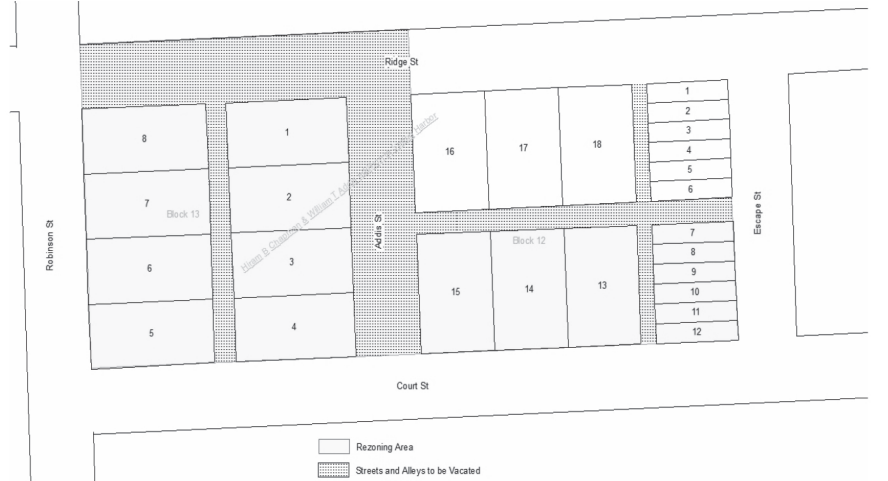 Ridge St
8
1
16
17
18
1
2
3
4
5
6
7
Block 13
2
Robinson St
Addis St
Escape St
Block 12
6
3
15
14
13
7
8
9
10
11
12
5
4
Court St
Rezoning Area
Streets and Alleys to be Vacated